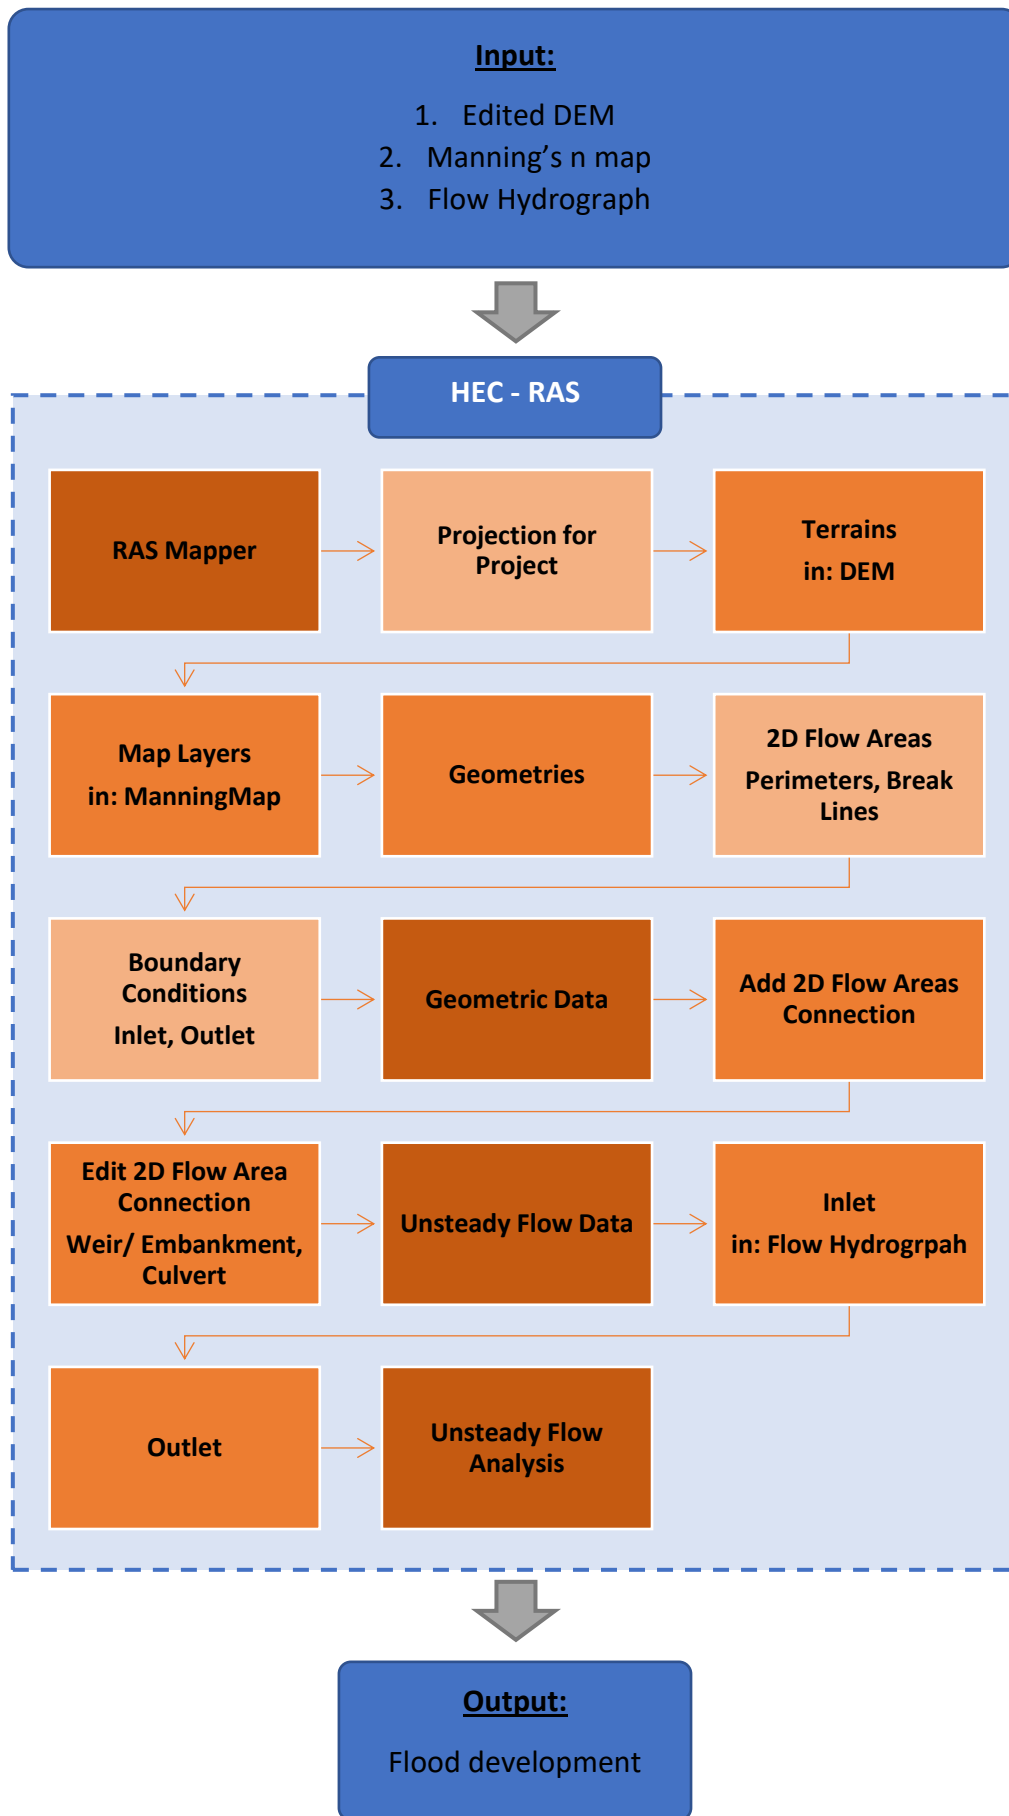 Input:
1. Edited DEM
2. Manning’s n map
3. Flow Hydrograph
HEC - RAS
RAS Mapper
Projection for
Project
Terrains
in: DEM
Map Layers
in: ManningMap
Geometries
2D Flow Areas
Perimeters, Break
Lines
Boundary
Conditions
Inlet, Outlet
Geometric Data
Add 2D Flow Areas
Connection
Edit 2D Flow Area
Connection
Weir/ Embankment,
Culvert
Unsteady Flow Data
Inlet
in: Flow Hydrogrpah
Outlet
Unsteady Flow
Analysis
Output:
Flood development